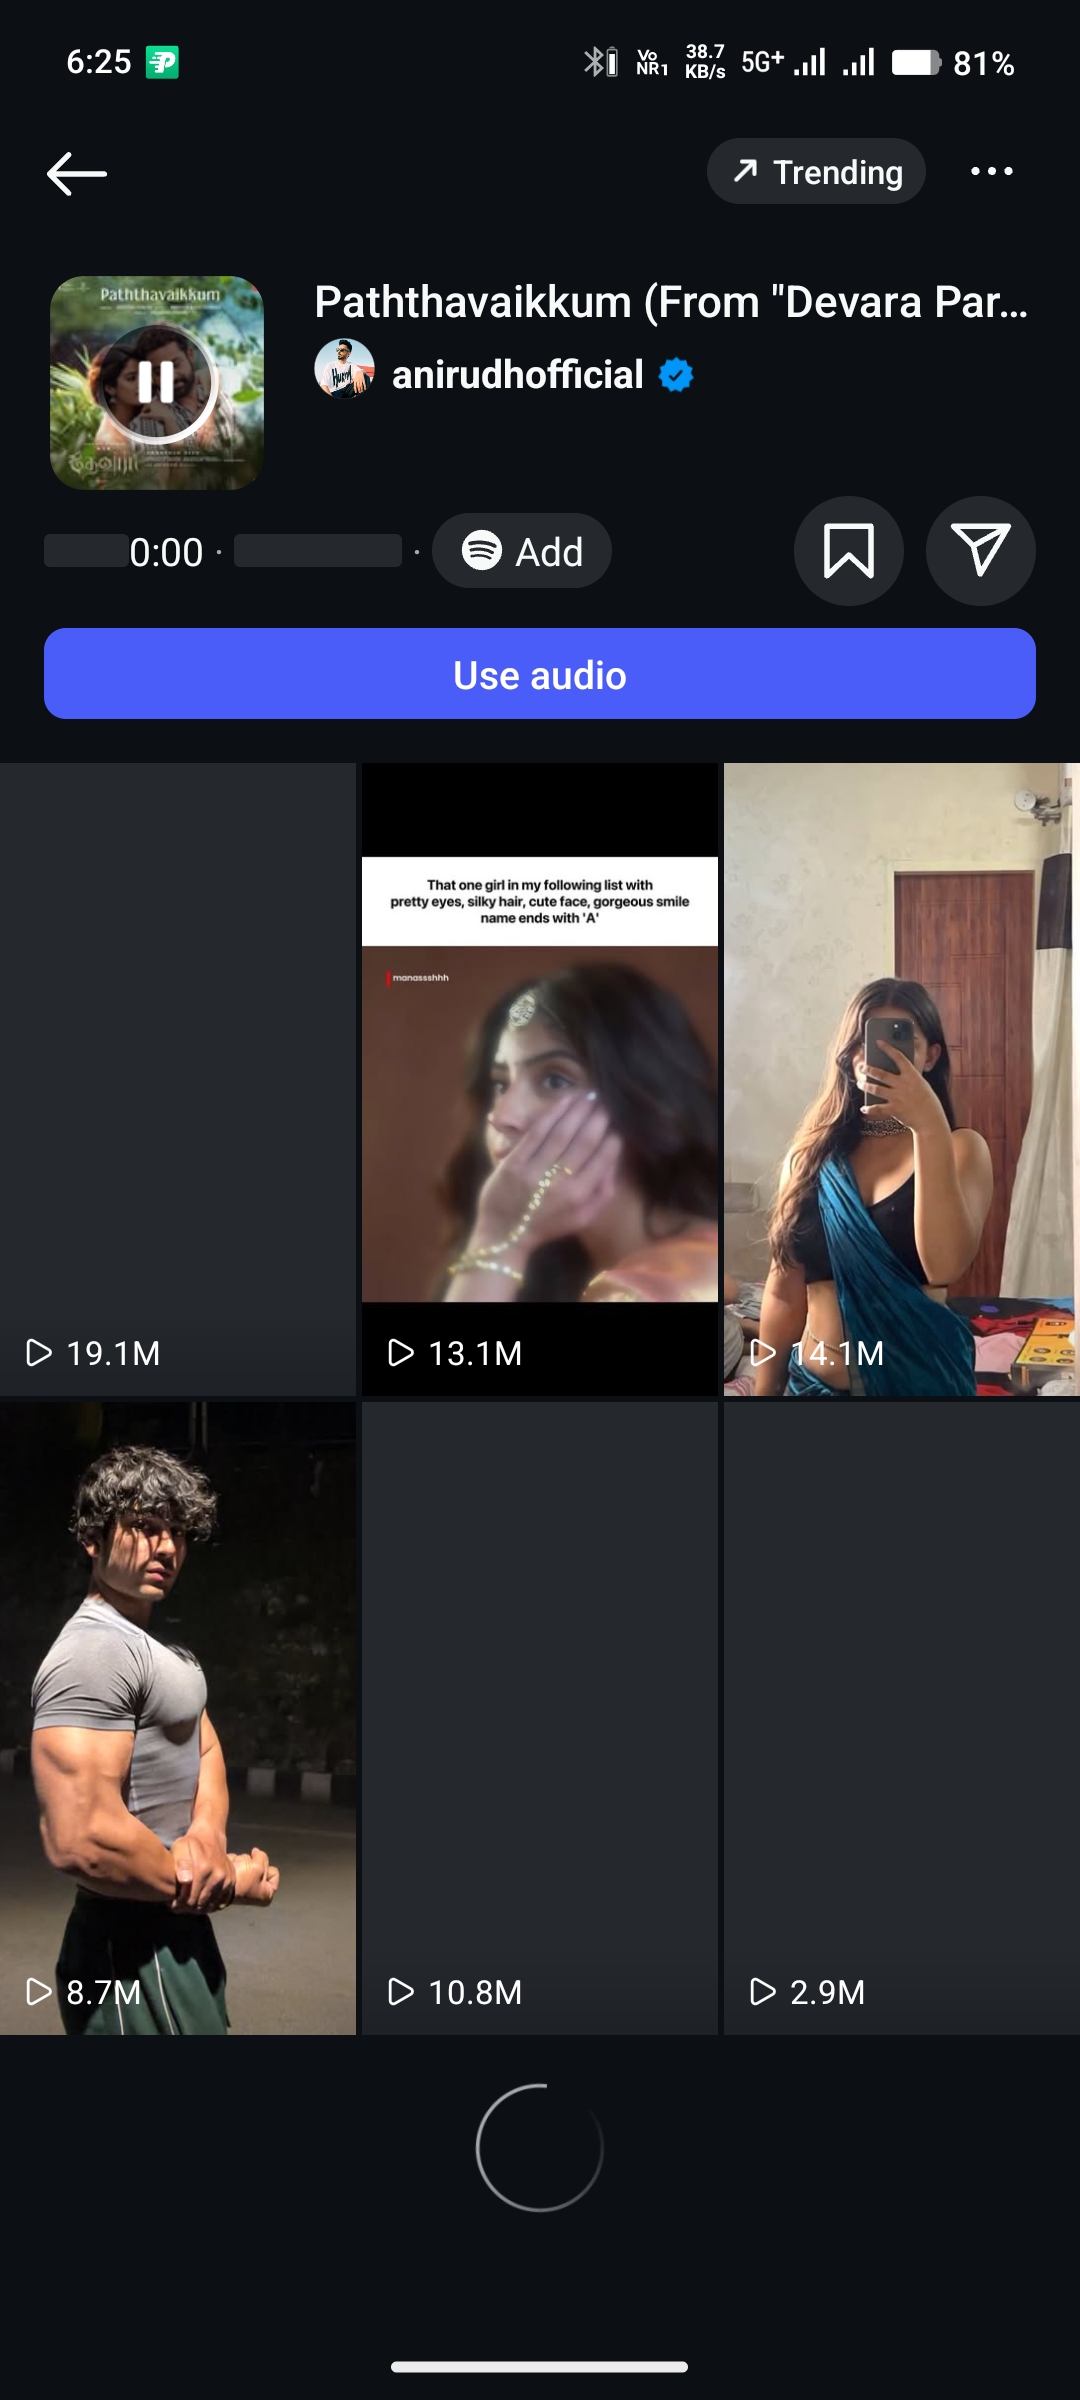 6:25
Vo
NR1
38.7
KB/s
5G+
81%
Trending
Paththavaikkum
Paththavaikkum (From "Devara Par...
anirudhofficial
தேவரா
0:00 · · Add
Use audio
That one girl in my following list with
pretty eyes, silky hair, cute face, gorgeous smile
name ends with 'A'
manassshhh
19.1M
13.1M
14.1M
8.7M
10.8M
2.9M